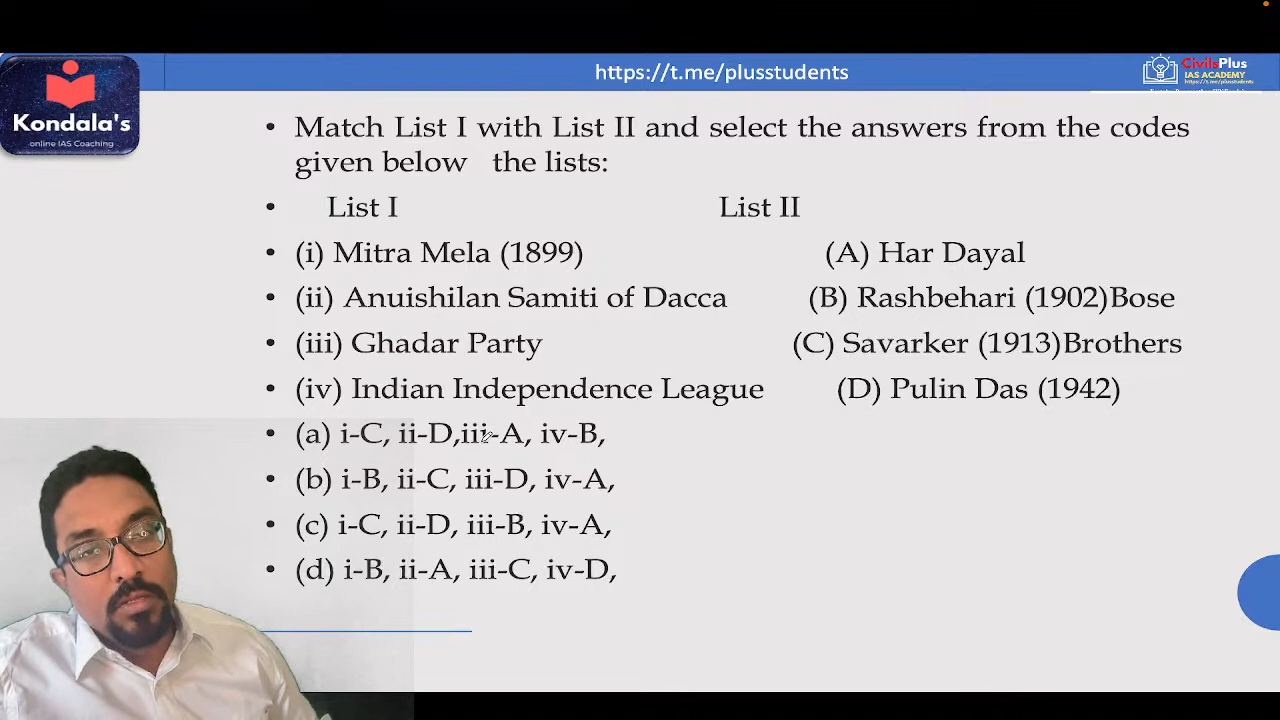 https://t.me/plusstudents
CivilsPlus
IAS ACADEMY
https://t.me/plusstudents
Kondala's
online IAS Coaching
• Match List I with List II and select the answers from the codes
given below the lists:
• List I List II
• (i) Mitra Mela (1899) (A) Har Dayal
• (ii) Anuishilan Samiti of Dacca (B) Rashbehari (1902)Bose
• (iii) Ghadar Party (C) Savarker (1913)Brothers
• (iv) Indian Independence League (D) Pulin Das (1942)
• (a) i-C, ii-D,iii-A, iv-B,
• (b) i-B, ii-C, iii-D, iv-A,
• (c) i-C, ii-D, iii-B, iv-A,
• (d) i-B, ii-A, iii-C, iv-D,